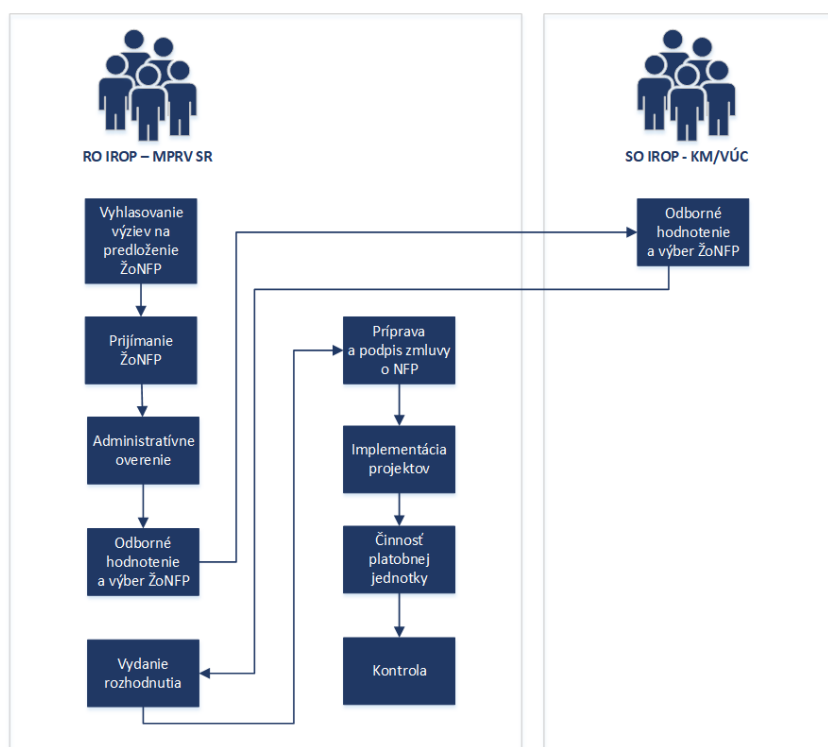 RO IROP – MPRV SR
Vyhlasovanie
výziev na
predloženie
ŽoNFP
Prijímanie
ŽoNFP
Administratívne
overenie
Odborné
hodnotenie
a výber ŽoNFP
Vydanie
rozhodnutia
Príprava
a podpis zmluvy
o NFP
Implementácia
projektov
Činnosť
platobnej
jednotky
Kontrola
SO IROP - KM/VÚC
Odborné
hodnotenie
a výber ŽoNFP